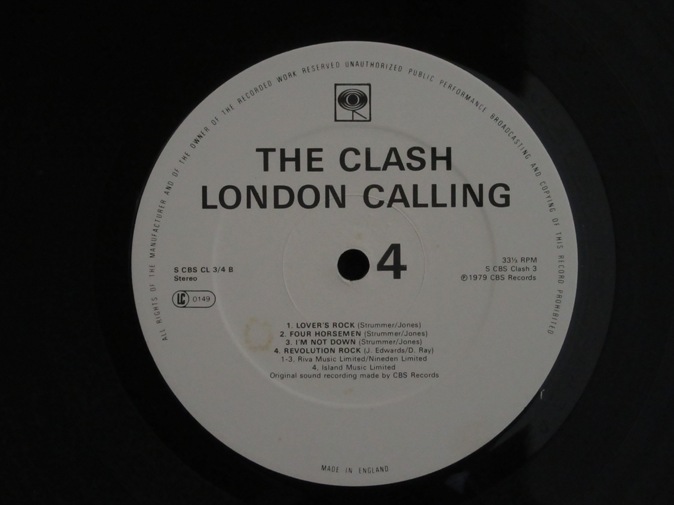 ALL RIGHTS OF THE MANUFACTURER AND OF THE OWNER OF THE RECORDED WORK RESERVED UNAUTHORIZED PUBLIC PERFORMANCE BROADCASTING AND COPYING OF THIS RECORD PROHIBITED
THE CLASH
LONDON CALLING
4
S CBS CL 3/4 B
Stereo
LC 0149
33⅓ RPM
S CBS Clash 3
℗1979 CBS Records
1. LOVER'S ROCK (Strummer/Jones)
2. FOUR HORSEMEN (Strummer/Jones)
3. I'M NOT DOWN (Strummer/Jones)
4. REVOLUTION ROCK (J. Edwards/D. Ray)
1-3. Riva Music Limited/Nineden Limited
4. Island Music Limited
Original sound recording made by CBS Records
MADE IN ENGLAND